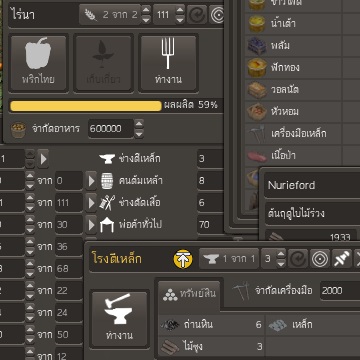 ไร่นา 2 จาก 2 111
พริกไทย เก็บเกี่ยว ทำงาน
ผลผลิต 59%
จำกัดอาหาร 600000
น้ำเต้า
พลัม
ฟักทอง
วอลนัต
หัวหอม
เครื่องมือเหล็ก
เนื้อป่า
Nurieford
ต้นฤดูใบไม้ร่วง
1933
1 ช่างตีเหล็ก 3
จาก 0 คนต้มเหล้า 8
จาก 111 ช่างตัดเสื้อ 6
จาก 30 พ่อค้าทั่วไป 70
จาก 36
จาก 68
จาก 22
จาก 24
จาก 50
จาก 12
โรงตีเหล็ก 1 จาก 1 3
ทำงาน
ทรัพย์สิน จำกัดเครื่องมือ 2000
ถ่านหิน 6 เหล็ก
ไม้ซุง 3